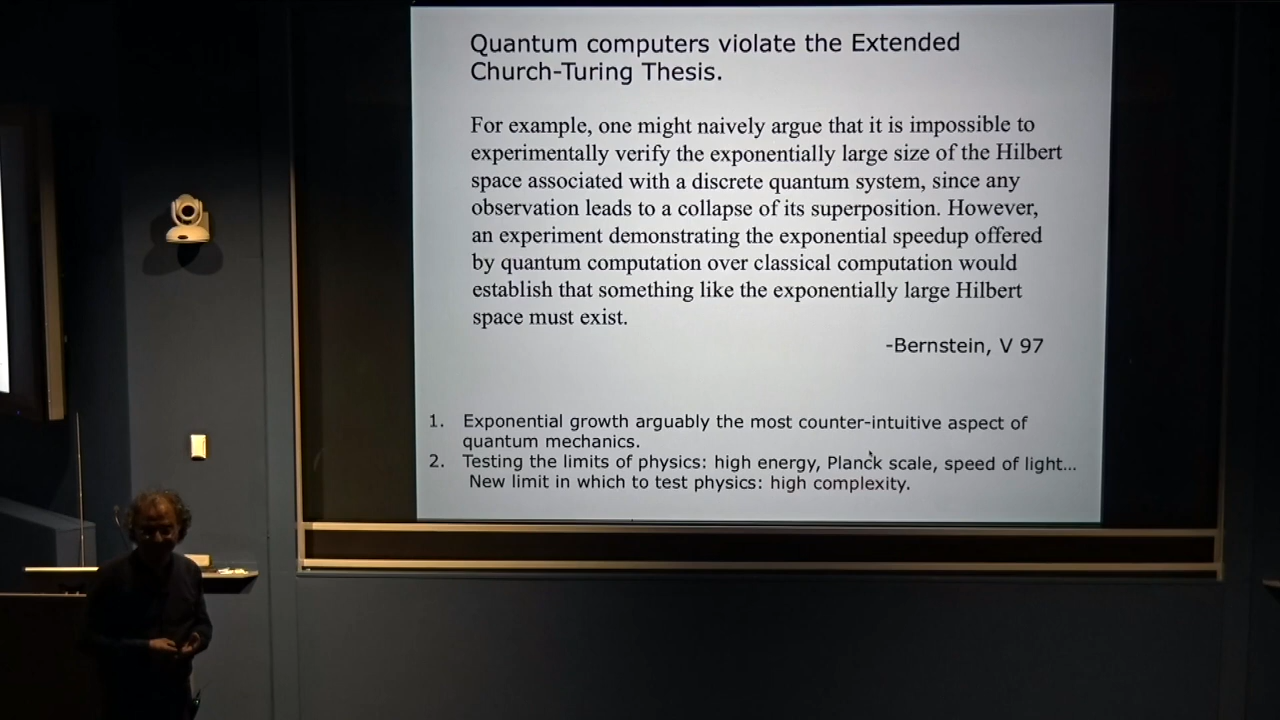 Quantum computers violate the Extended
Church-Turing Thesis.
For example, one might naively argue that it is impossible to
experimentally verify the exponentially large size of the Hilbert
space associated with a discrete quantum system, since any
observation leads to a collapse of its superposition. However,
an experiment demonstrating the exponential speedup offered
by quantum computation over classical computation would
establish that something like the exponentially large Hilbert
space must exist.
-Bernstein, V 97
1. Exponential growth arguably the most counter-intuitive aspect of
quantum mechanics.
2. Testing the limits of physics: high energy, Planck scale, speed of light...
New limit in which to test physics: high complexity.